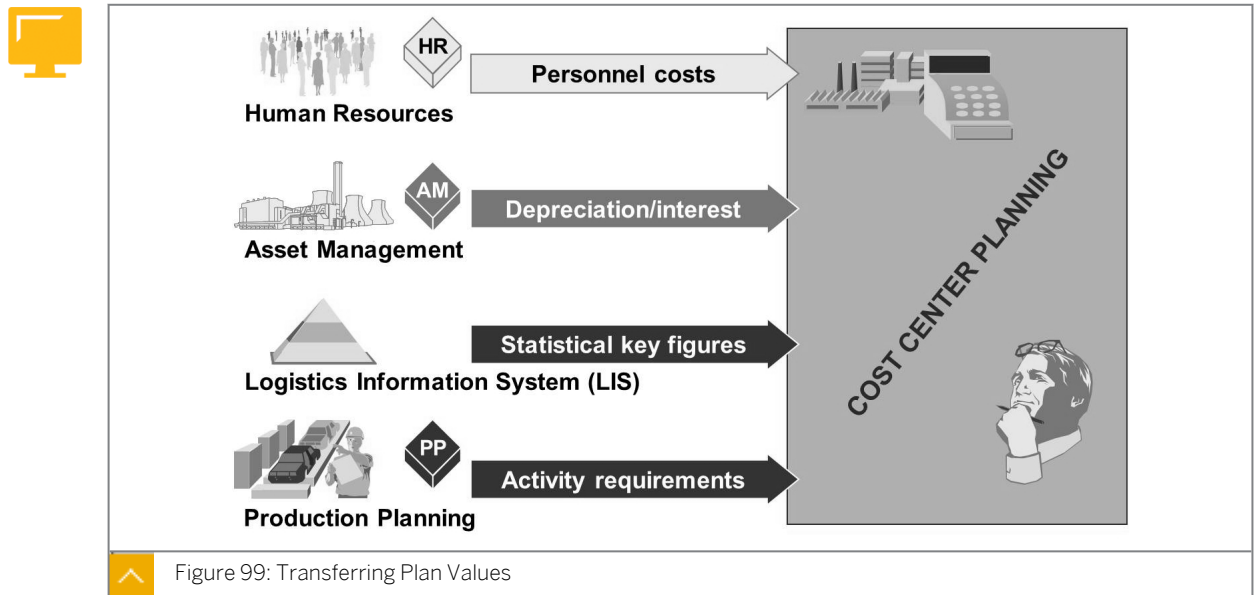 HR
Personnel costs
Human Resources
AM
Depreciation/interest
Asset Management
Statistical key figures
Logistics Information System (LIS)
PP
Activity requirements
Production Planning
COST CENTER PLANNING
Figure 99: Transferring Plan Values